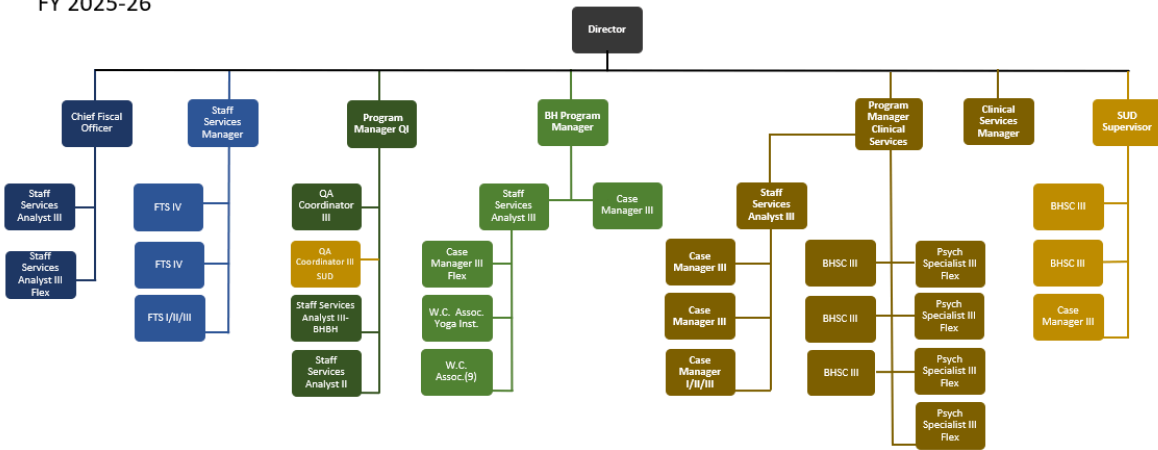 FY 2025-26
Director
Chief Fiscal
Officer
Staff
Services
Manager
Program
Manager QI
BH Program
Manager
Program
Manager
Clinical
Services
Clinical
Services
Manager
SUD
Supervisor
Staff
Services
Analyst III
Staff
Services
Analyst III
Flex
FTS IV
FTS IV
FTS I/II/III
QA
Coordinator
III
QA
Coordinator III
SUD
Staff Services
Analyst III-
BHBH
Staff
Services
Analyst II
Staff
Services
Analyst III
Case
Manager III
Case
Manager III
Flex
W.C. Assoc.
Yoga Inst.
W.C.
Assoc.(9)
Staff
Services
Analyst III
Case
Manager III
Case
Manager III
Case
Manager
I/II/III
BHSC III
BHSC III
BHSC III
Psych
Specialist III
Flex
Psych
Specialist III
Flex
Psych
Specialist III
Flex
Psych
Specialist III
Flex
BHSC III
BHSC III
Case
Manager III